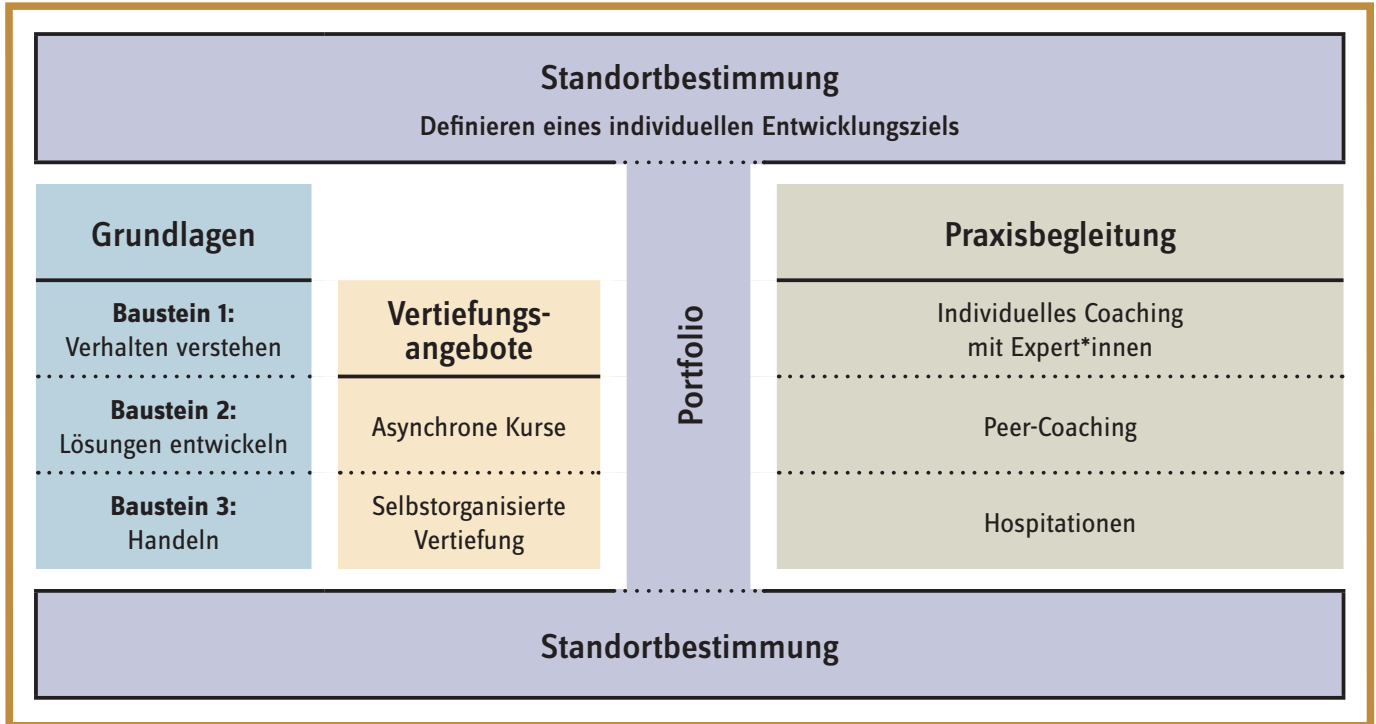 Standortbestimmung
Definieren eines individuellen Entwicklungsziels
Grundlagen
Baustein 1:
Verhalten verstehen
Baustein 2:
Lösungen entwickeln
Baustein 3:
Handeln
Vertiefungs-
angebote
Asynchrone Kurse
Selbstorganisierte
Vertiefung
Portfolio
Praxisbegleitung
Individuelles Coaching
mit Expert*innen
Peer-Coaching
Hospitationen
Standortbestimmung